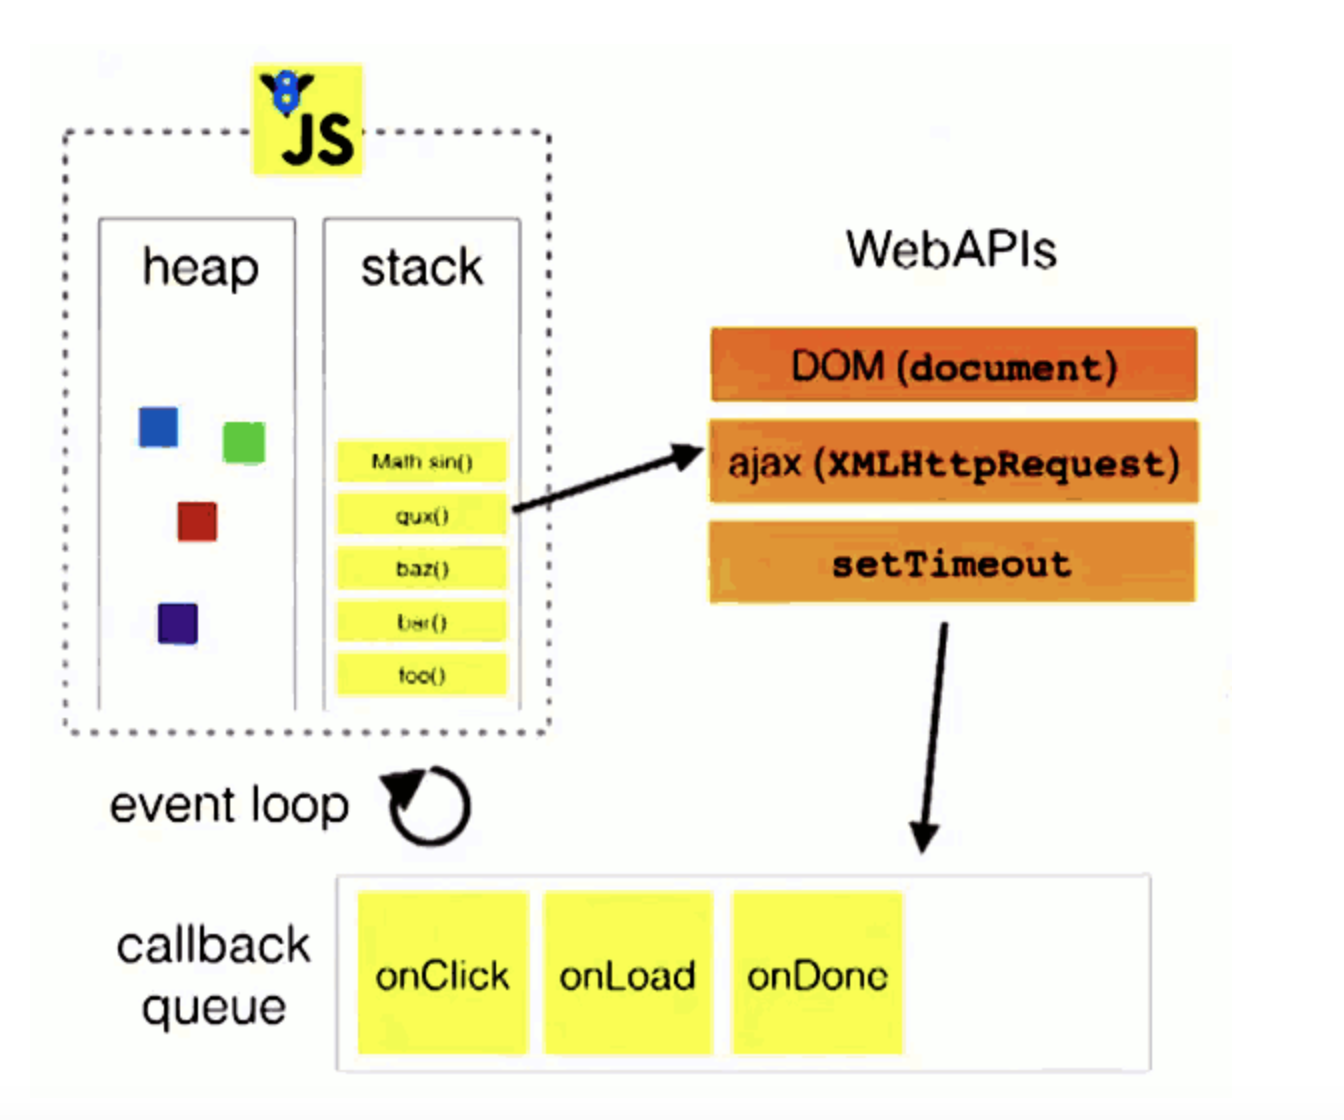 8
JS
heap
stack
Math sin()
qux()
baz()
bar()
foo()
WebAPIs
DOM (document)
ajax (XMLHttpRequest)
setTimeout
event loop
callback
queue
onClick
onLoad
onDone